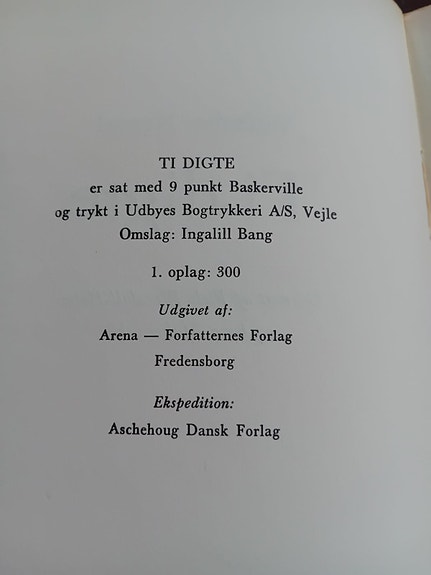 TI DIGTE
er sat med 9 punkt Baskerville
og trykt i Udbyes Bogtrykkeri A/S, Vejle
Omslag: Ingalill Bang
1. oplag: 300
Udgivet af:
Arena — Forfatternes Forlag
Fredensborg
Ekspedition:
Aschehoug Dansk Forlag